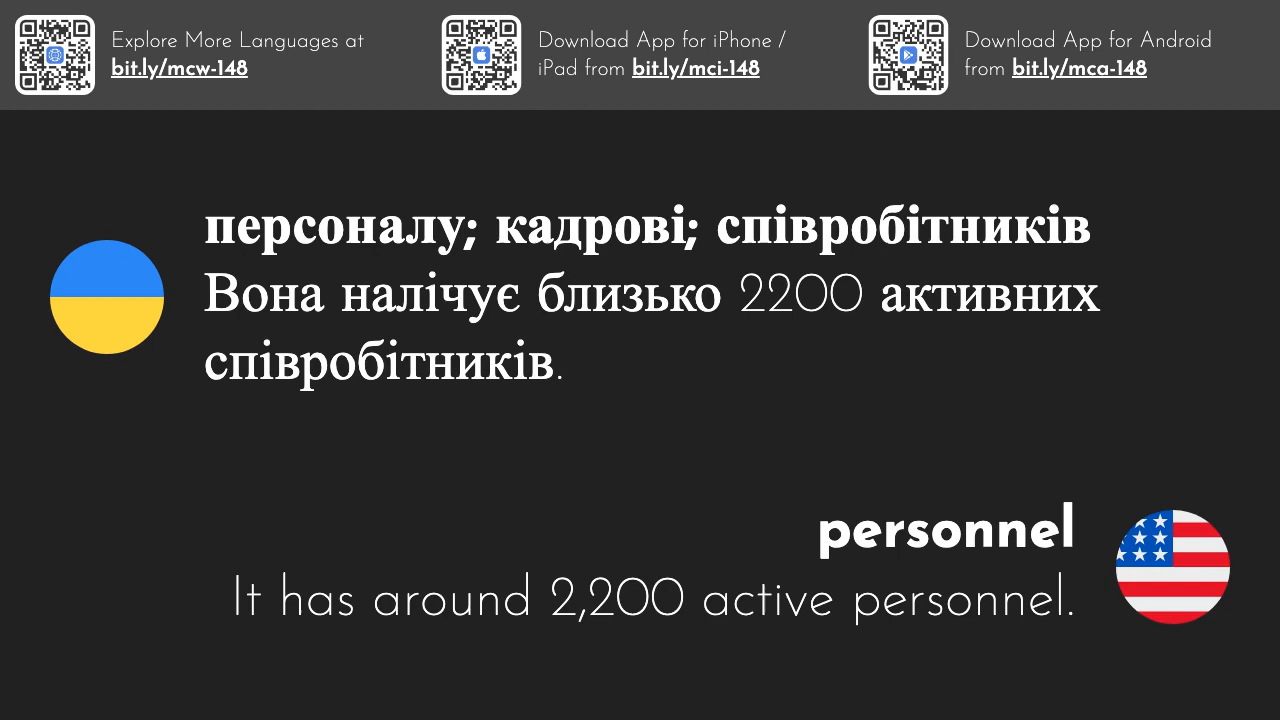 Explore More Languages at
bit.ly/mcw-148
Download App for iPhone /
iPad from bit.ly/mci-148
Download App for Android
from bit.ly/mca-148
персоналу; кадрові; співробітників
Вона налічує близько 2200 активних
співробітників.
personnel
It has around 2,200 active personnel.